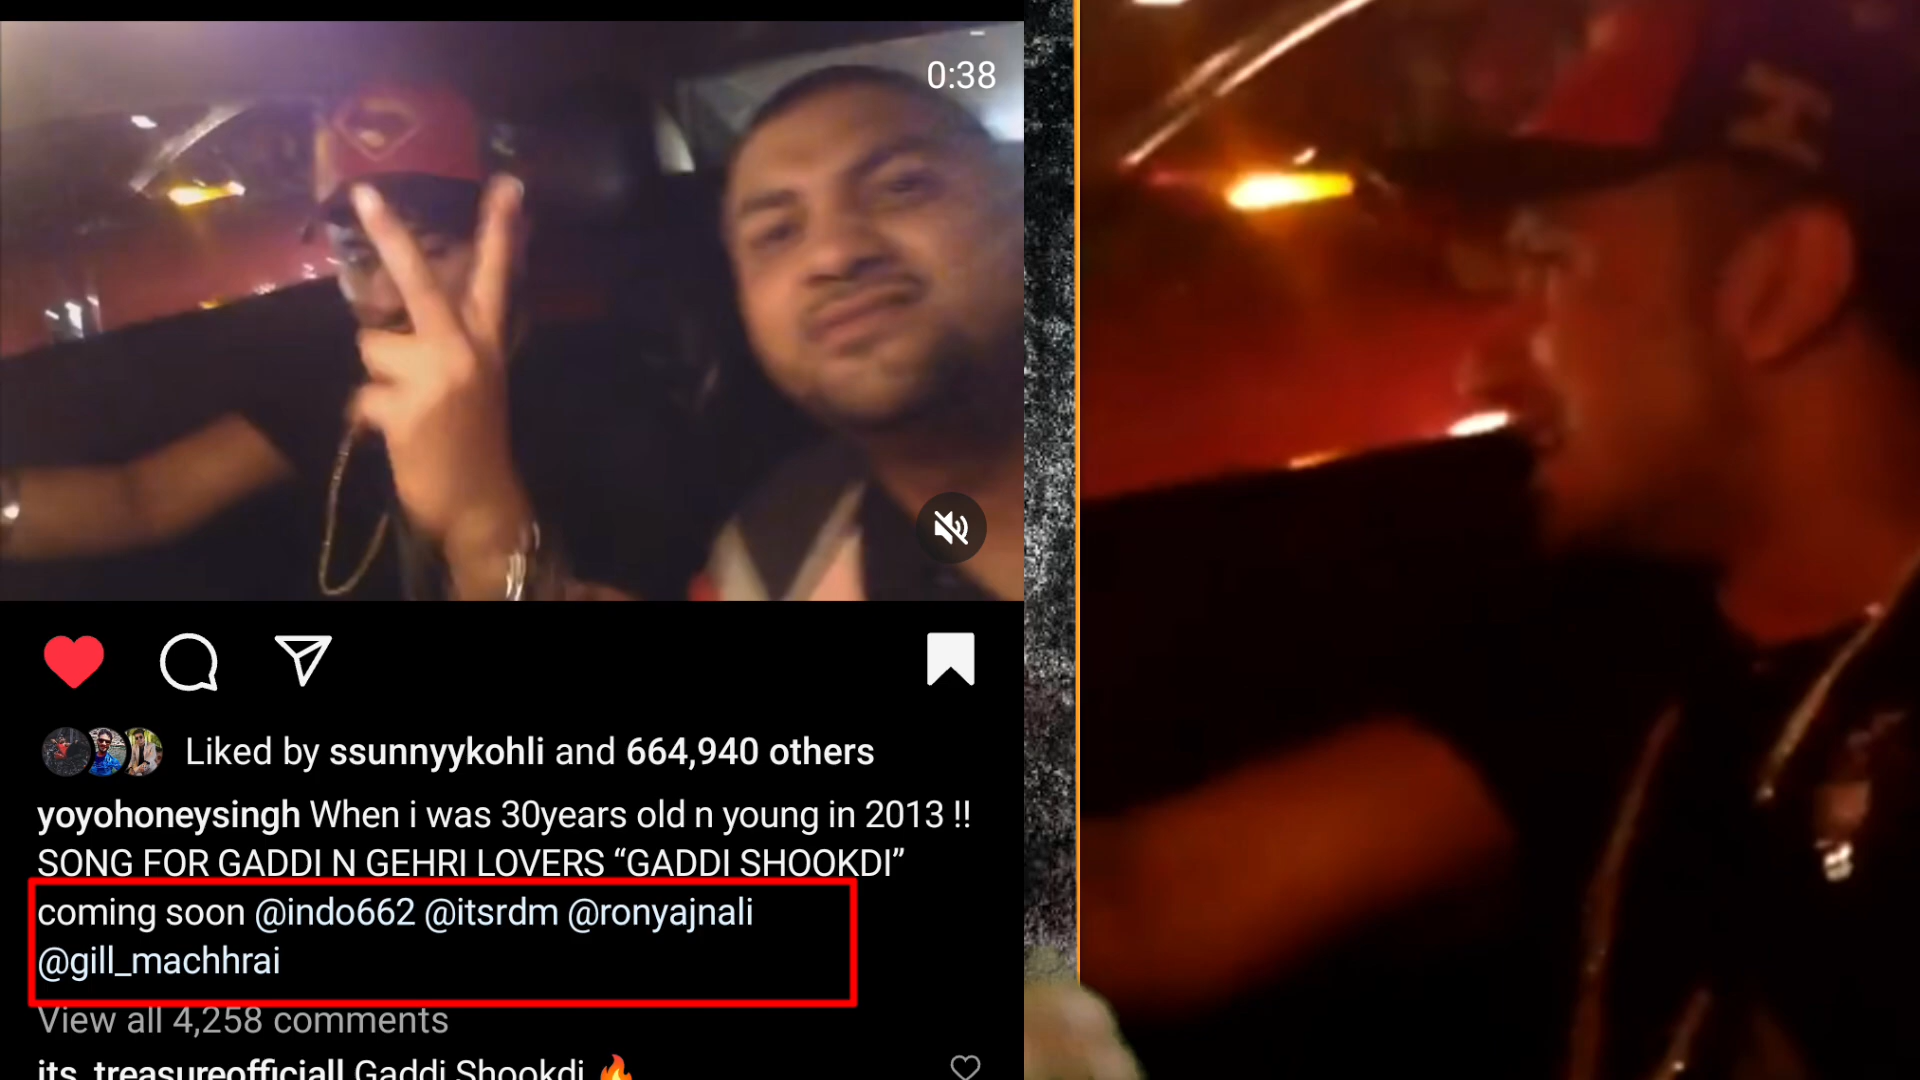 0:38
Liked by ssunnyykohli and 664,940 others
yoyohoneysingh When i was 30years old n young in 2013 !!
SONG FOR GADDI N GEHRI LOVERS “GADDI SHOOKDI”
coming soon @indo662 @itsrdm @ronyajnali
@gill_machhrai
View all 4,258 comments
its_treasureofficiall Gaddi Shookdi 🔥